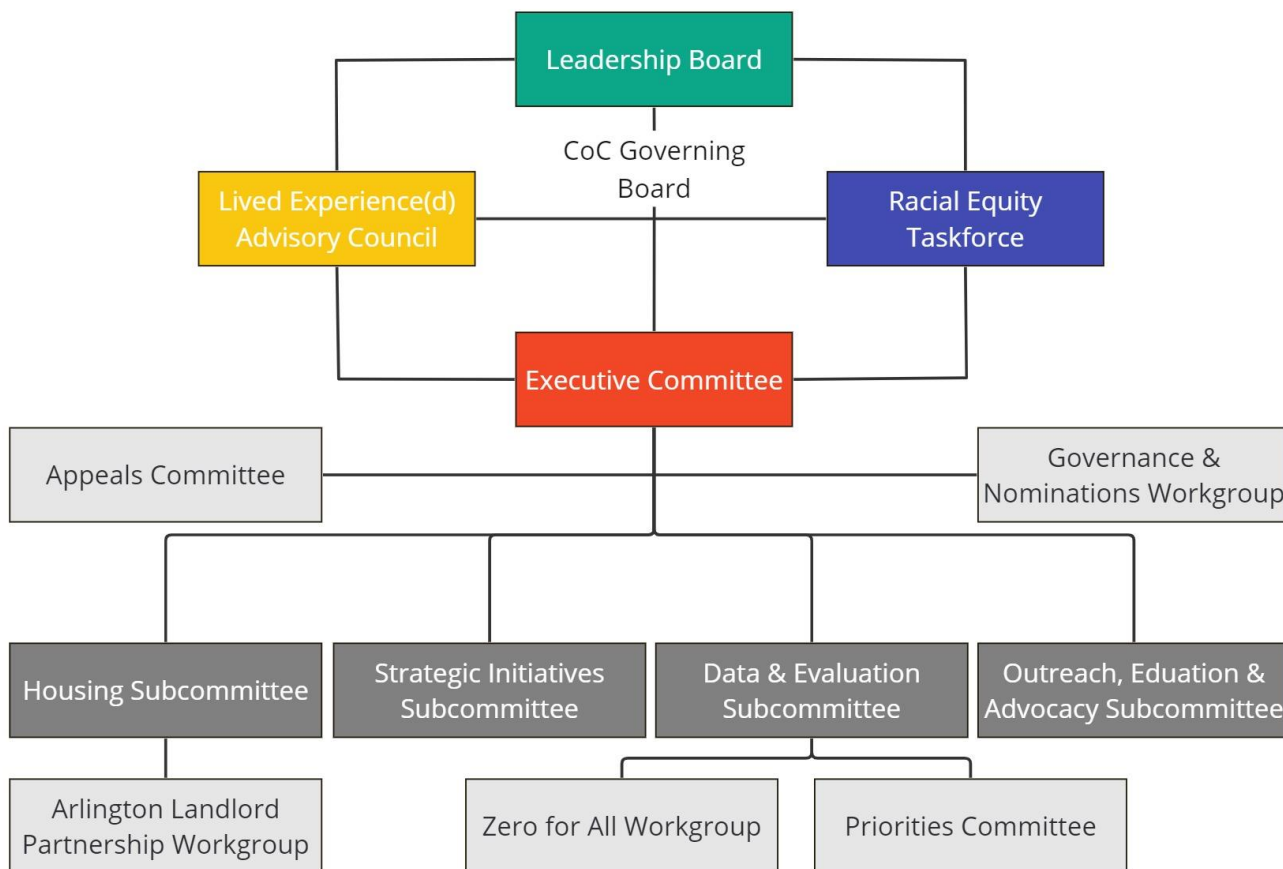 Leadership Board
CoC Governing
Board
Lived Experience(d)
Advisory Council
Racial Equity
Taskforce
Executive Committee
Appeals Committee
Governance &
Nominations Workgroup
Housing Subcommittee
Strategic Initiatives
Subcommittee
Data & Evaluation
Subcommittee
Outreach, Eduation &
Advocacy Subcommittee
Arlington Landlord
Partnership Workgroup
Zero for All Workgroup
Priorities Committee